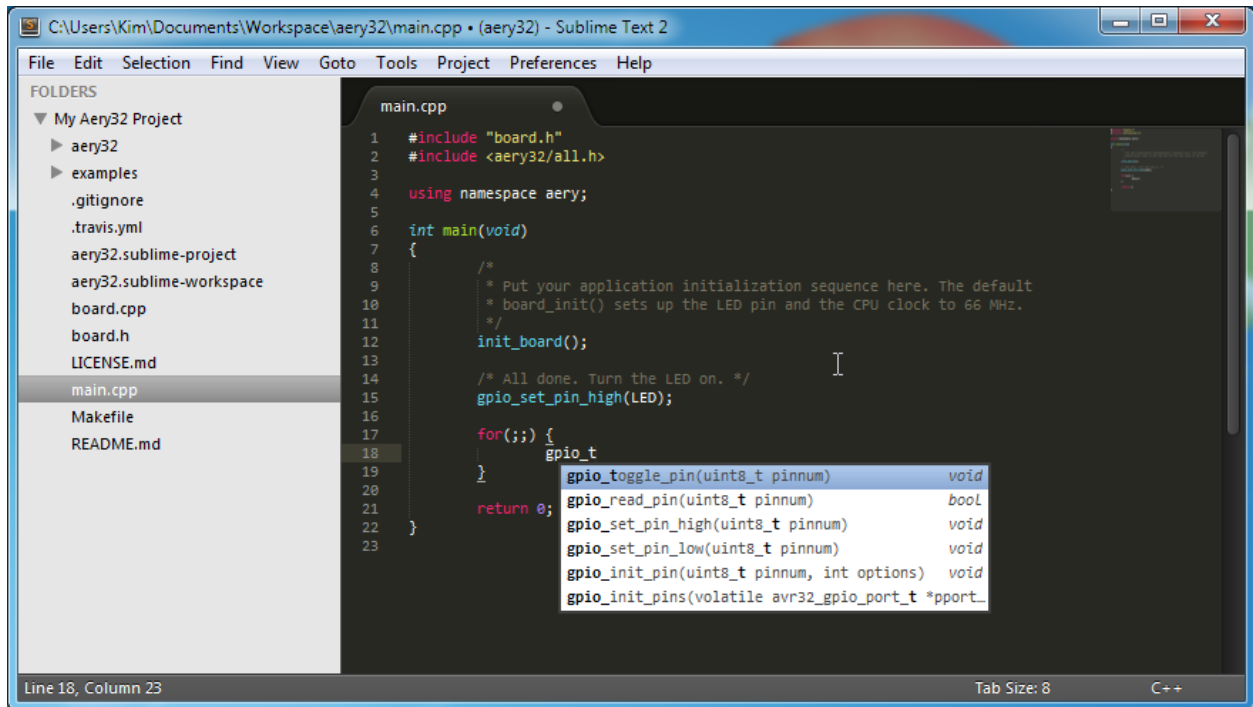 C:\Users\Kim\Documents\Workspace\aery32\main.cpp • (aery32) - Sublime Text 2
File Edit Selection Find View Goto Tools Project Preferences Help
FOLDERS
My Aery32 Project
aery32
examples
.gitignore
.travis.yml
aery32.sublime-project
aery32.sublime-workspace
board.cpp
board.h
LICENSE.md
main.cpp
Makefile
README.md
main.cpp
1 #include "board.h"
2 #include <aery32/all.h>
3
4 using namespace aery;
5
6 int main(void)
7 {
8 /*
9 * Put your application initialization sequence here. The default
10 * board_init() sets up the LED pin and the CPU clock to 66 MHz.
11 */
12 init_board();
13
14 /* All done. Turn the LED on. */
15 gpio_set_pin_high(LED);
16
17 for(;;) {
18 gpio_t
19 }
20
21 return 0;
22 }
23
gpio_toggle_pin(uint8_t pinnum) void
gpio_read_pin(uint8_t pinnum) bool
gpio_set_pin_high(uint8_t pinnum) void
gpio_set_pin_low(uint8_t pinnum) void
gpio_init_pin(uint8_t pinnum, int options) void
gpio_init_pins(volatile avr32_gpio_port_t *pport…
Line 18, Column 23 Tab Size: 8 C++